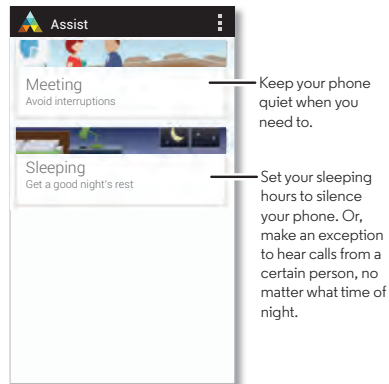 Assist
Meeting
Avoid interruptions
Keep your phone
quiet when you
need to.
Sleeping
Get a good night's rest
Set your sleeping
hours to silence
your phone. Or,
make an exception
to hear calls from a
certain person, no
matter what time of
night.